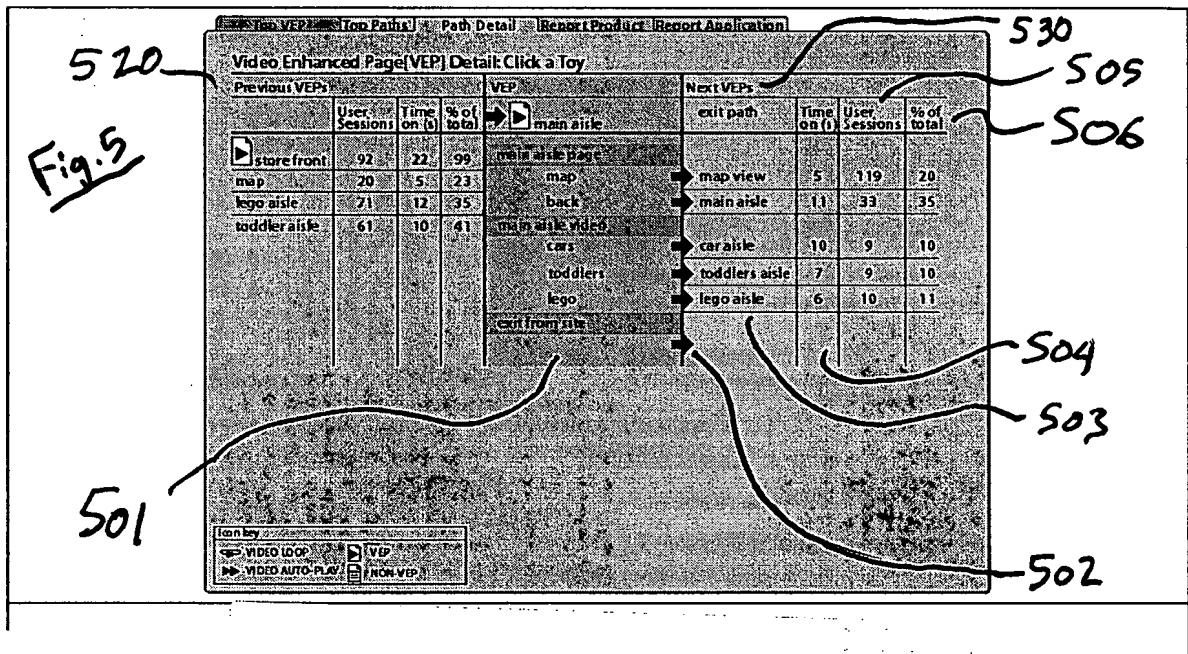 Top VEPs Top Paths Path Detail Report Product Report Application
530
520
Video Enhanced Page[VEP] Detail: Click a Toy
505
Previous VEPs VEP Next VEPs
User Sessions Time on (s) % of total main aisle exit path Time on (s) User Sessions % of total
506
Fig.5
store front 92 22 99 main aisle page
map 20 5 23 map map view 5 119 20
lego aisle 71 12 35 back main aisle 11 33 35
toddler aisle 61 10 41 main aisle video
cars car aisle 10 9 10
toddlers toddlers aisle 7 9 10
lego lego aisle 6 10 11
exit from site
504
503
501
Icon key
VIDEO LOOP VEP
VIDEO AUTO-PLAY NON-VEP
502